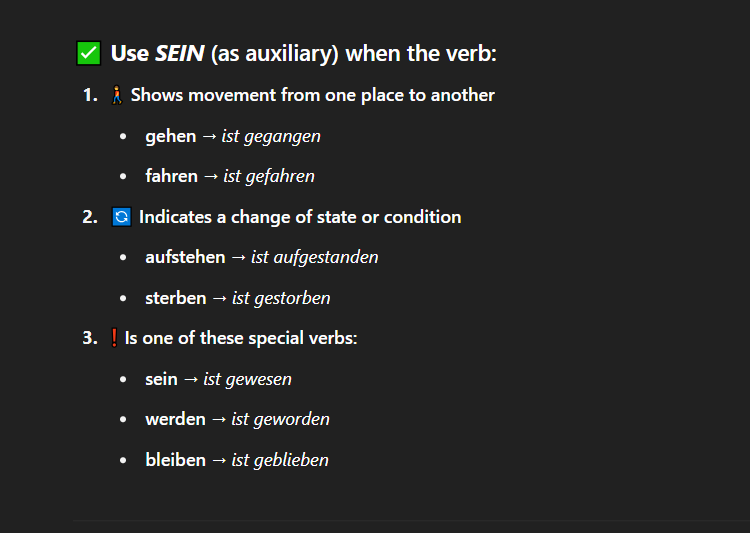 ✅ Use SEIN (as auxiliary) when the verb:
1. 🚶 Shows movement from one place to another
• gehen → ist gegangen
• fahren → ist gefahren
2. 🔄 Indicates a change of state or condition
• aufstehen → ist aufgestanden
• sterben → ist gestorben
3. ❗ Is one of these special verbs:
• sein → ist gewesen
• werden → ist geworden
• bleiben → ist geblieben